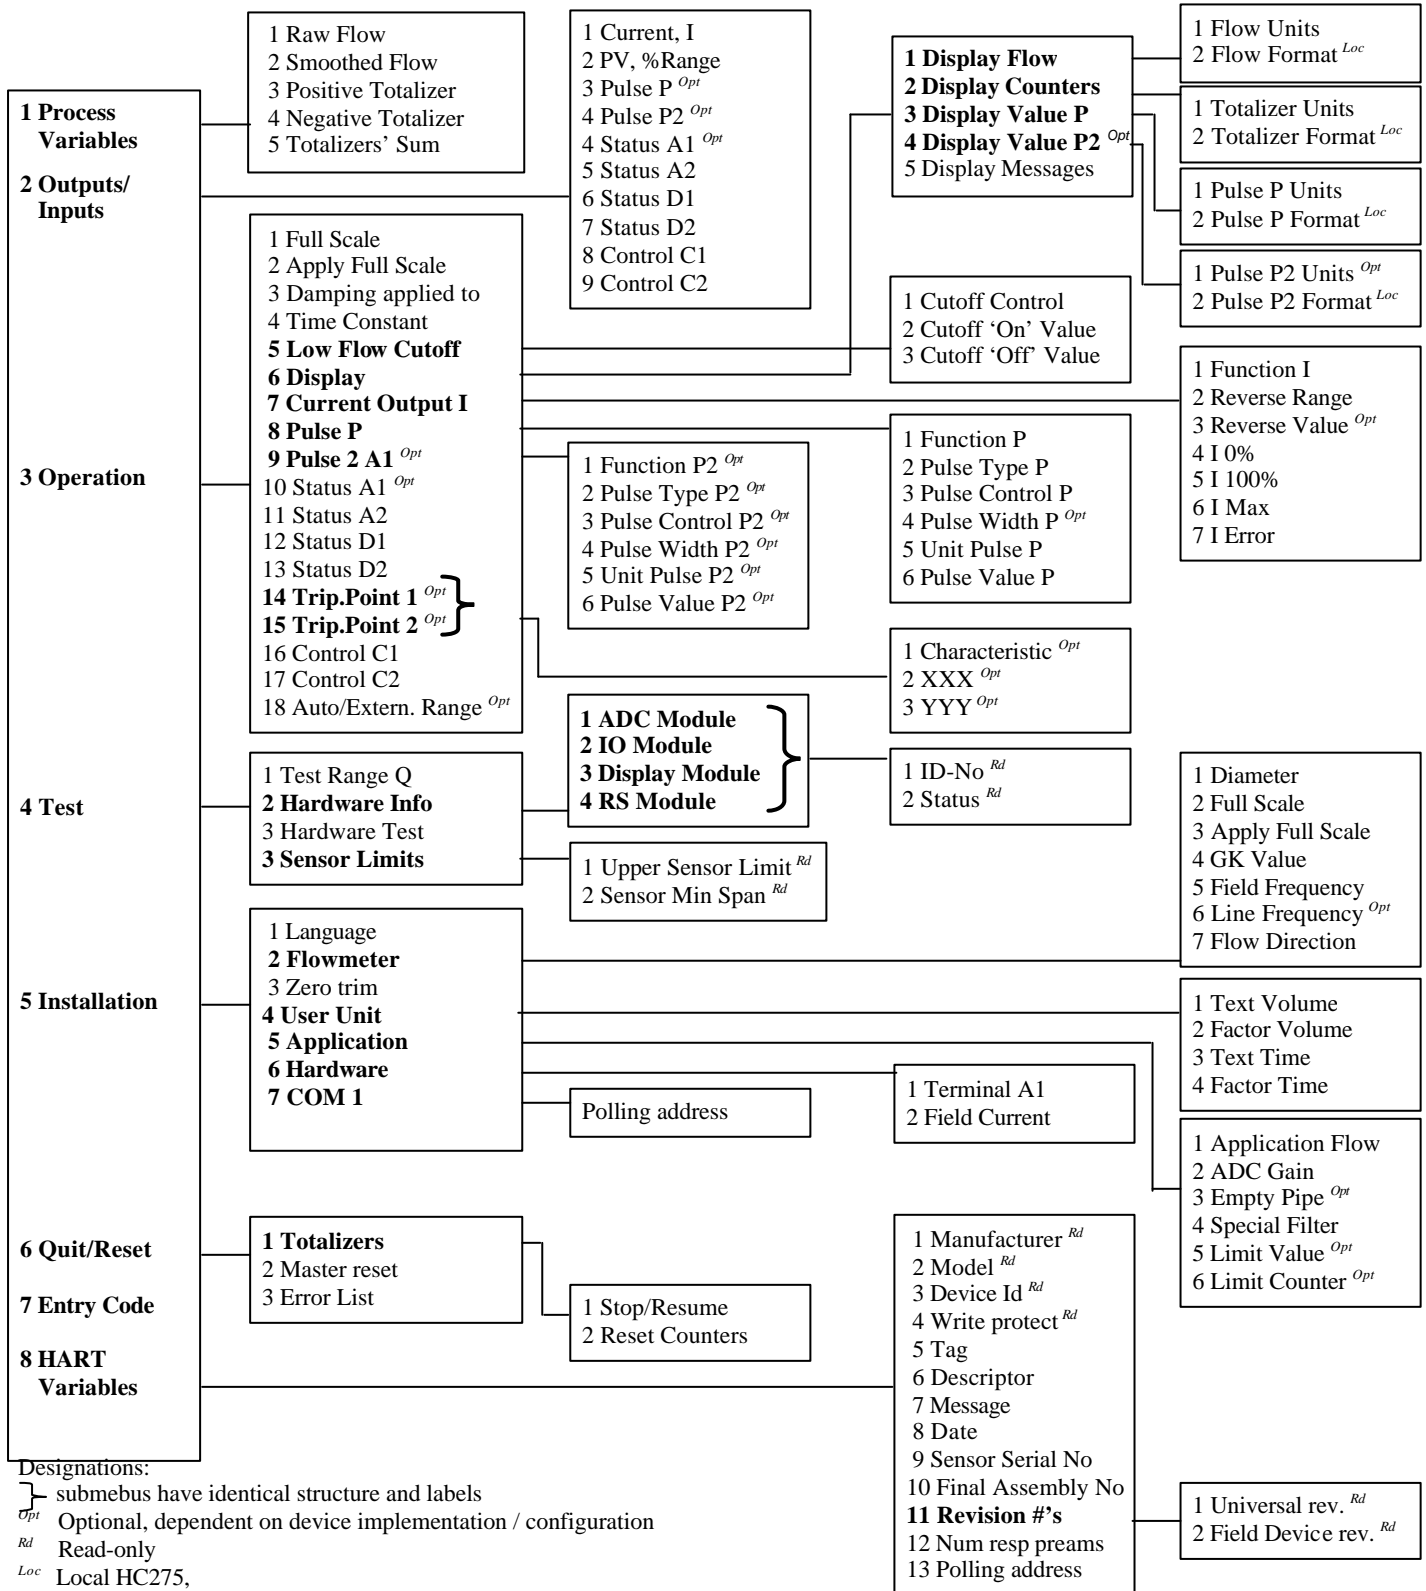 1 Process
Variables
2 Outputs/
Inputs
3 Operation
4 Test
5 Installation
6 Quit/Reset
7 Entry Code
8 HART
Variables
1 Raw Flow
2 Smoothed Flow
3 Positive Totalizer
4 Negative Totalizer
5 Totalizers’ Sum
1 Current, I
2 PV, %Range
3 Pulse P Opt
4 Pulse P2 Opt
4 Status A1 Opt
5 Status A2
6 Status D1
7 Status D2
8 Control C1
9 Control C2
1 Full Scale
2 Apply Full Scale
3 Damping applied to
4 Time Constant
5 Low Flow Cutoff
6 Display
7 Current Output I
8 Pulse P
9 Pulse 2 A1 Opt
10 Status A1 Opt
11 Status A2
12 Status D1
13 Status D2
14 Trip.Point 1 Opt
15 Trip.Point 2 Opt
16 Control C1
17 Control C2
18 Auto/Extern. Range Opt
1 Display Flow
2 Display Counters
3 Display Value P
4 Display Value P2 Opt
5 Display Messages
1 Flow Units
2 Flow Format Loc
1 Totalizer Units
2 Totalizer Format Loc
1 Pulse P Units
2 Pulse P Format Loc
1 Pulse P2 Units Opt
2 Pulse P2 Format Loc
1 Cutoff Control
2 Cutoff ‘On’ Value
3 Cutoff ‘Off’ Value
1 Function I
2 Reverse Range
3 Reverse Value Opt
4 I 0%
5 I 100%
6 I Max
7 I Error
1 Function P
2 Pulse Type P
3 Pulse Control P
4 Pulse Width P Opt
5 Unit Pulse P
6 Pulse Value P
1 Function P2 Opt
2 Pulse Type P2 Opt
3 Pulse Control P2 Opt
4 Pulse Width P2 Opt
5 Unit Pulse P2 Opt
6 Pulse Value P2 Opt
1 Characteristic Opt
2 XXX Opt
3 YYY Opt
1 Test Range Q
2 Hardware Info
3 Hardware Test
3 Sensor Limits
1 ADC Module
2 IO Module
3 Display Module
4 RS Module
1 ID-No Rd
2 Status Rd
1 Upper Sensor Limit Rd
2 Sensor Min Span Rd
1 Language
2 Flowmeter
3 Zero trim
4 User Unit
5 Application
6 Hardware
7 COM 1
1 Diameter
2 Full Scale
3 Apply Full Scale
4 GK Value
5 Field Frequency
6 Line Frequency Opt
7 Flow Direction
1 Text Volume
2 Factor Volume
3 Text Time
4 Factor Time
1 Terminal A1
2 Field Current
Polling address
1 Application Flow
2 ADC Gain
3 Empty Pipe Opt
4 Special Filter
5 Limit Value Opt
6 Limit Counter Opt
1 Totalizers
2 Master reset
3 Error List
1 Stop/Resume
2 Reset Counters
1 Manufacturer Rd
2 Model Rd
3 Device Id Rd
4 Write protect Rd
5 Tag
6 Descriptor
7 Message
8 Date
9 Sensor Serial No
10 Final Assembly No
11 Revision #’s
12 Num resp preams
13 Polling address
1 Universal rev. Rd
2 Field Device rev. Rd
Designations:
} submebus have identical structure and labels
Opt Optional, dependent on device implementation / configuration
Rd Read-only
Loc Local HC275,